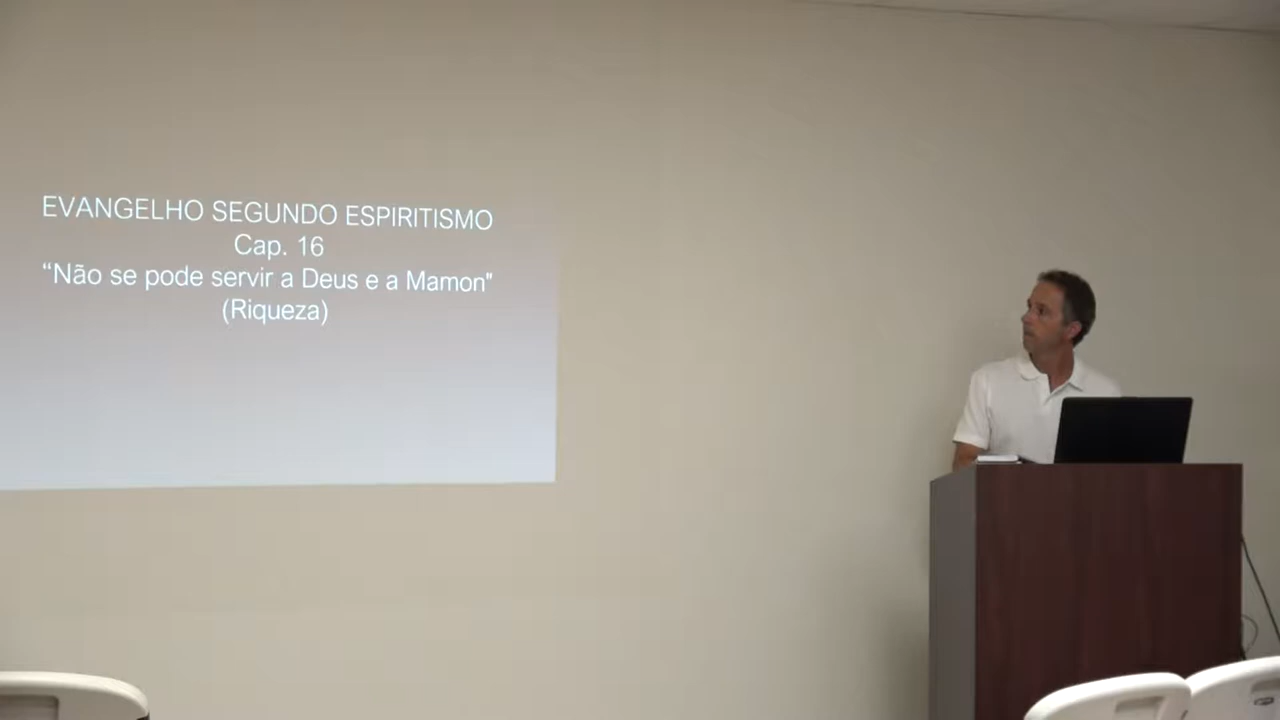 EVANGELHO SEGUNDO ESPIRITISMO
Cap. 16
“Não se pode servir a Deus e a Mamon"
(Riqueza)